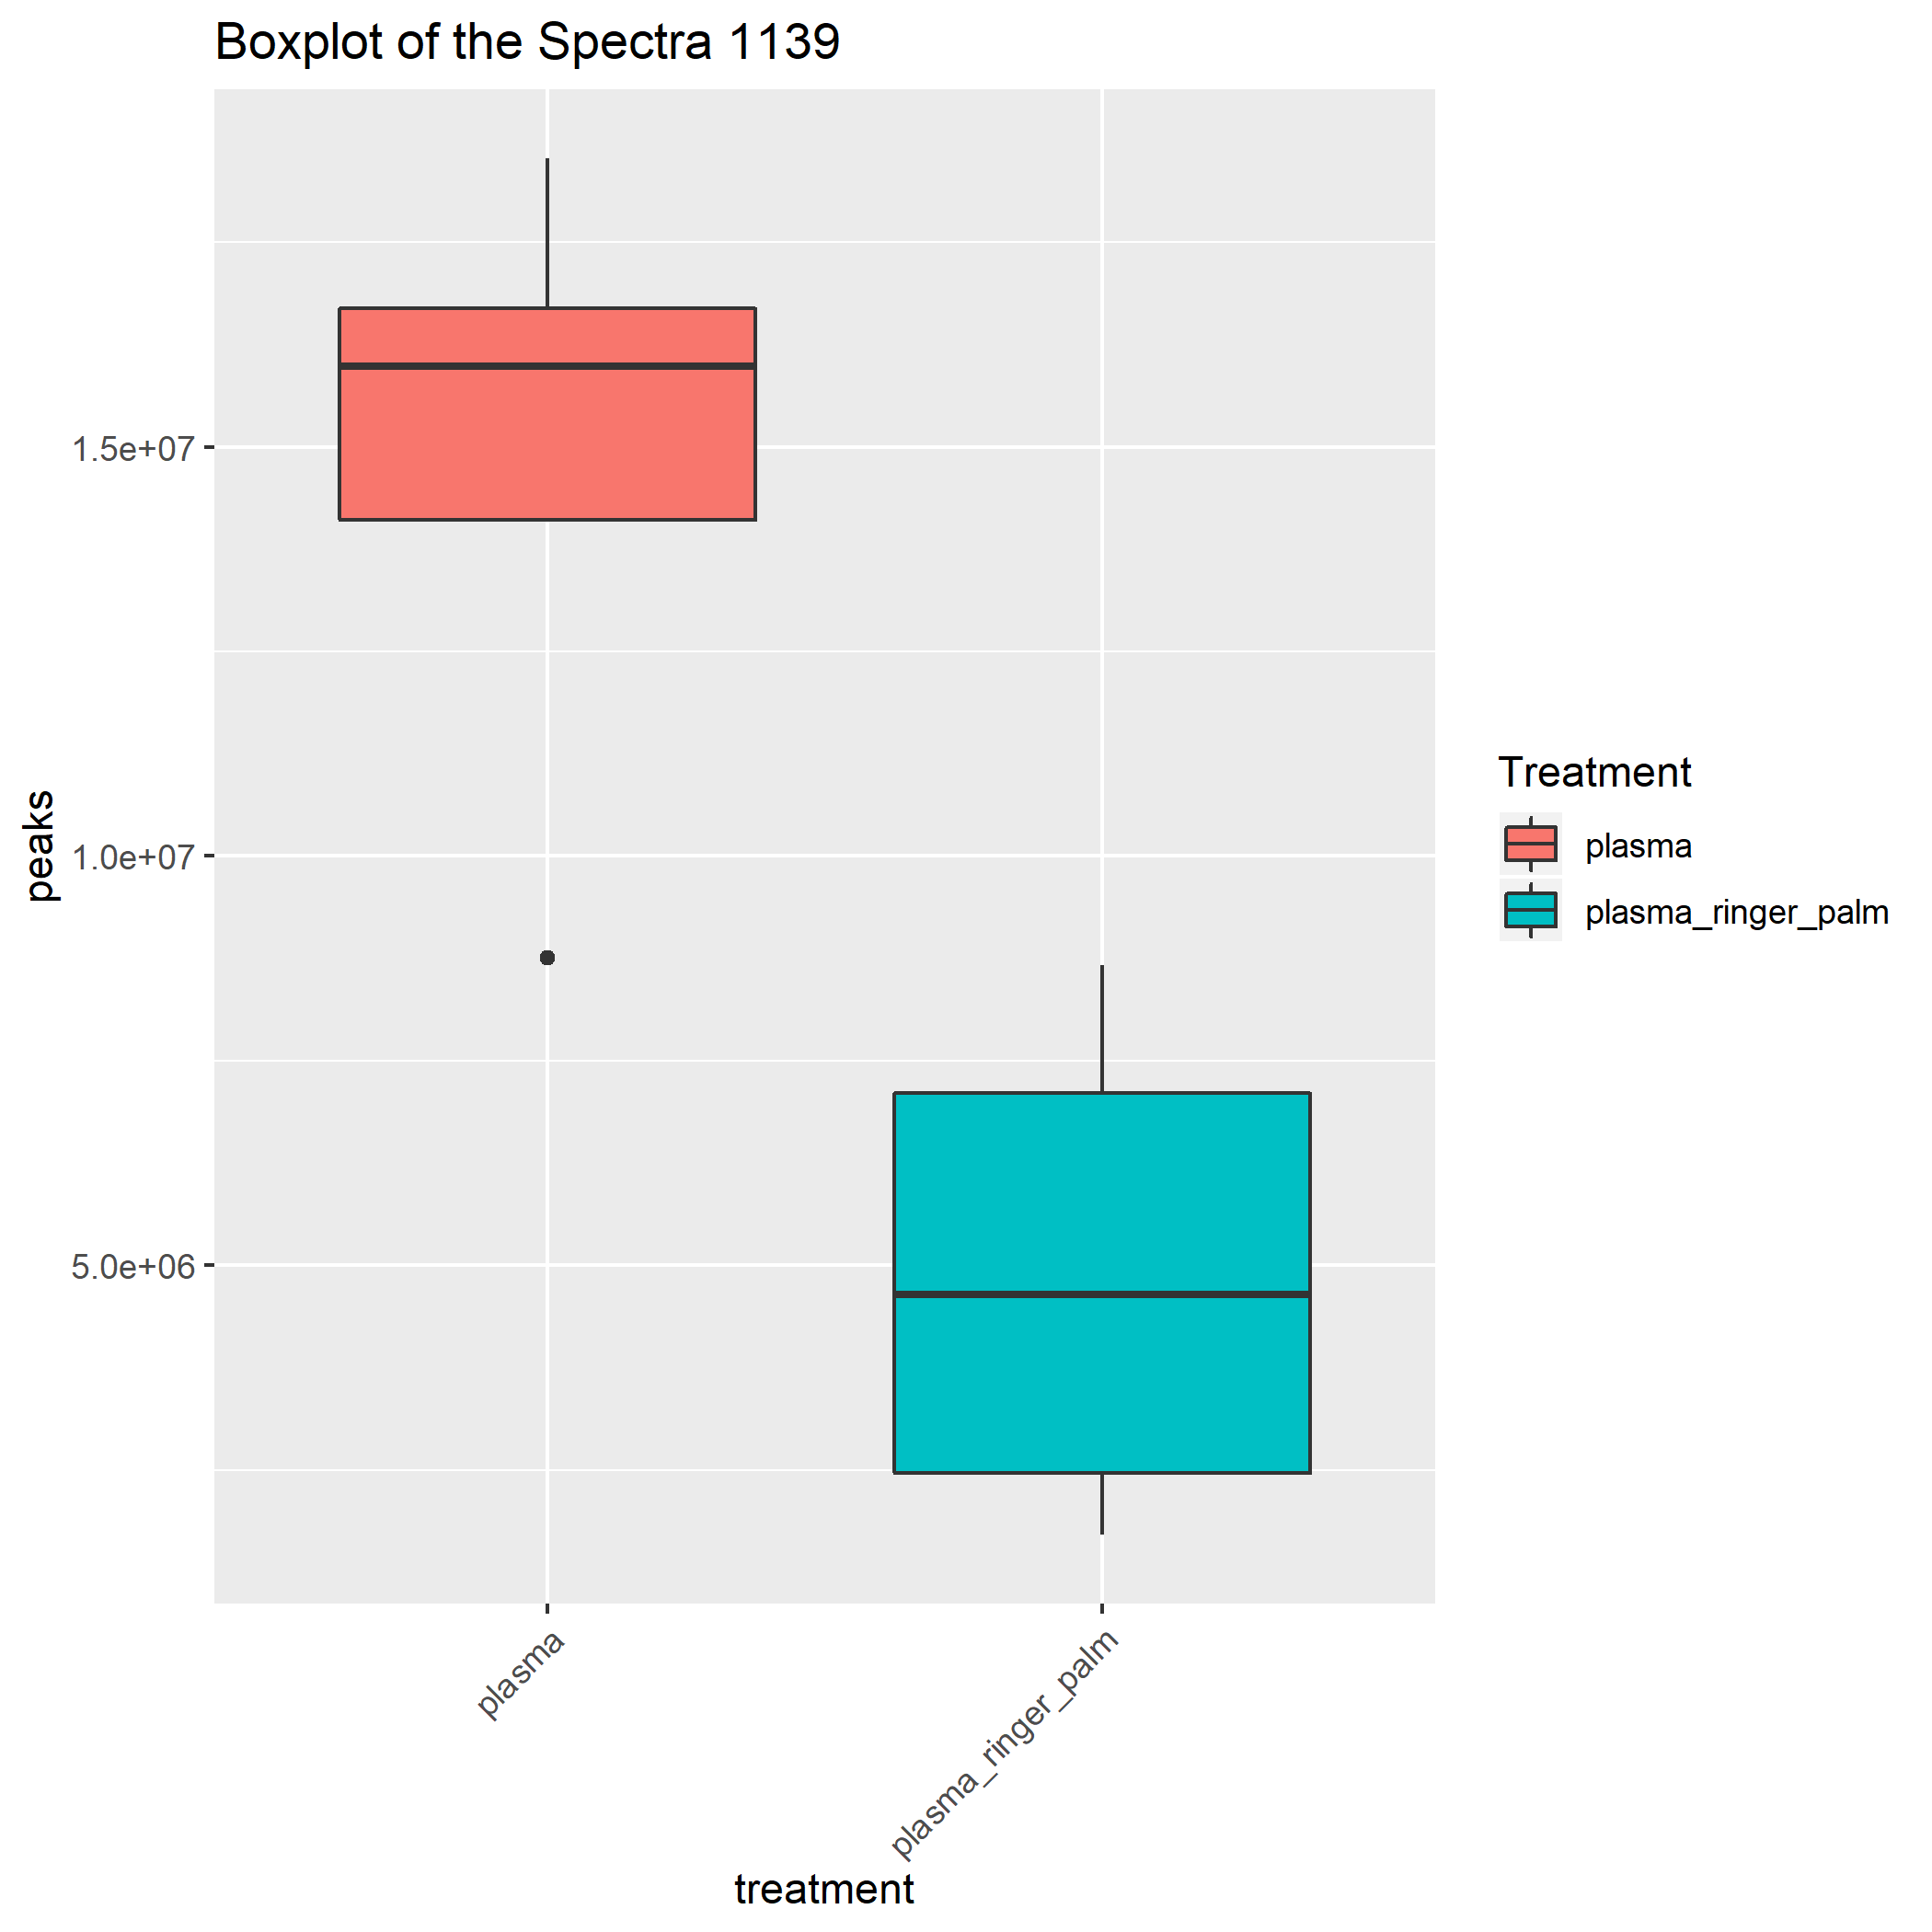 Boxplot of the Spectra 1139
peaks
1.5e+07
1.0e+07
5.0e+06
plasma
plasma_ringer_palm
treatment
Treatment
plasma
plasma_ringer_palm